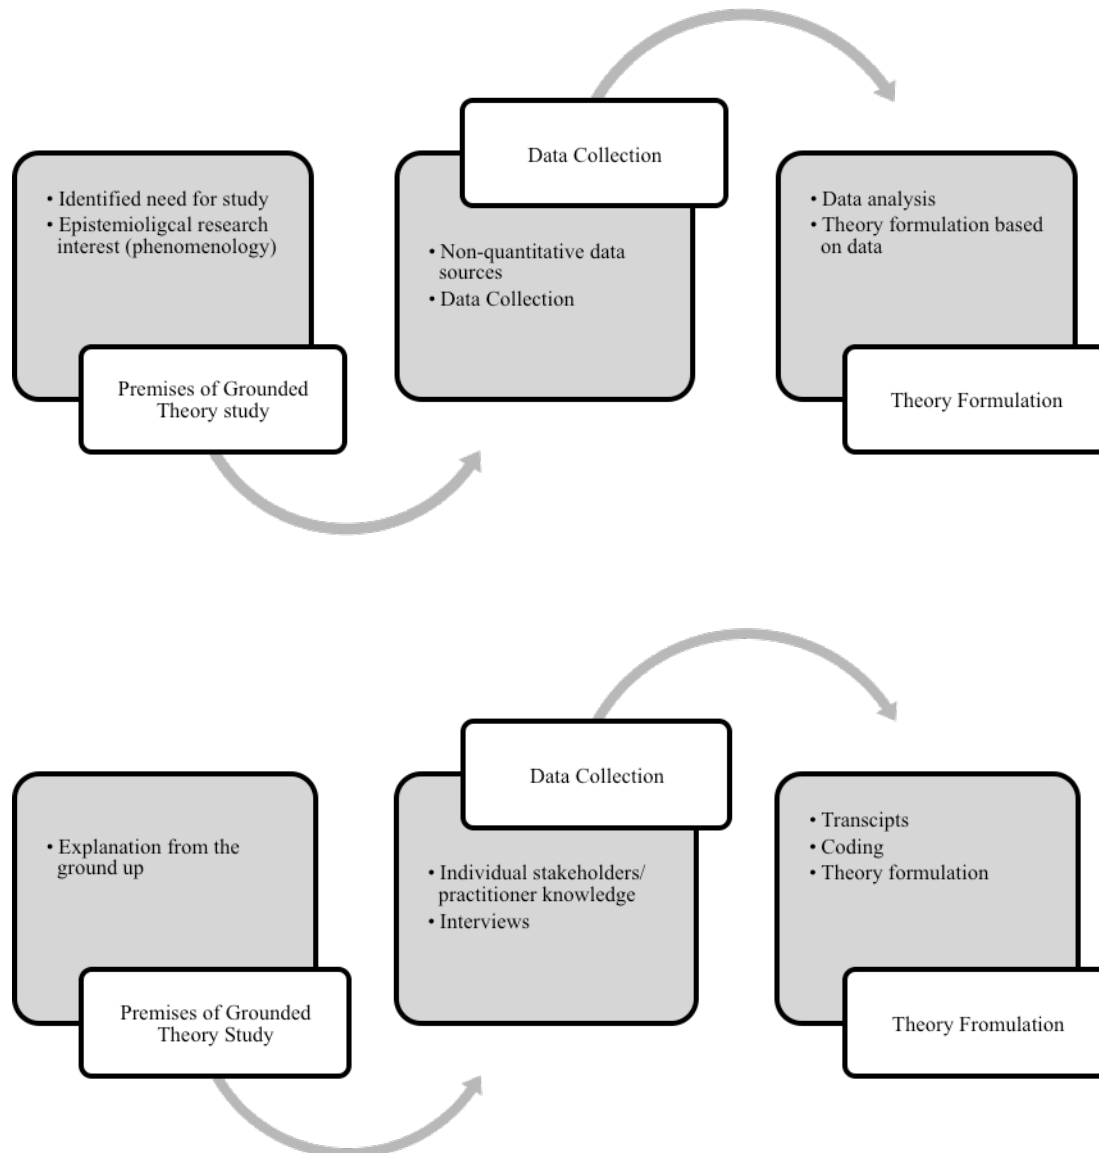 • Identified need for study
• Epistemioligcal research
interest (phenomenology)
Premises of Grounded
Theory study
Data Collection
• Non-quantitative data
sources
• Data Collection
• Data analysis
• Theory formulation based
on data
Theory Formulation
• Explanation from the
ground up
Premises of Grounded
Theory Study
Data Collection
• Individual stakeholders/
practitioner knowledge
• Interviews
• Transcipts
• Coding
• Theory formulation
Theory Fromulation